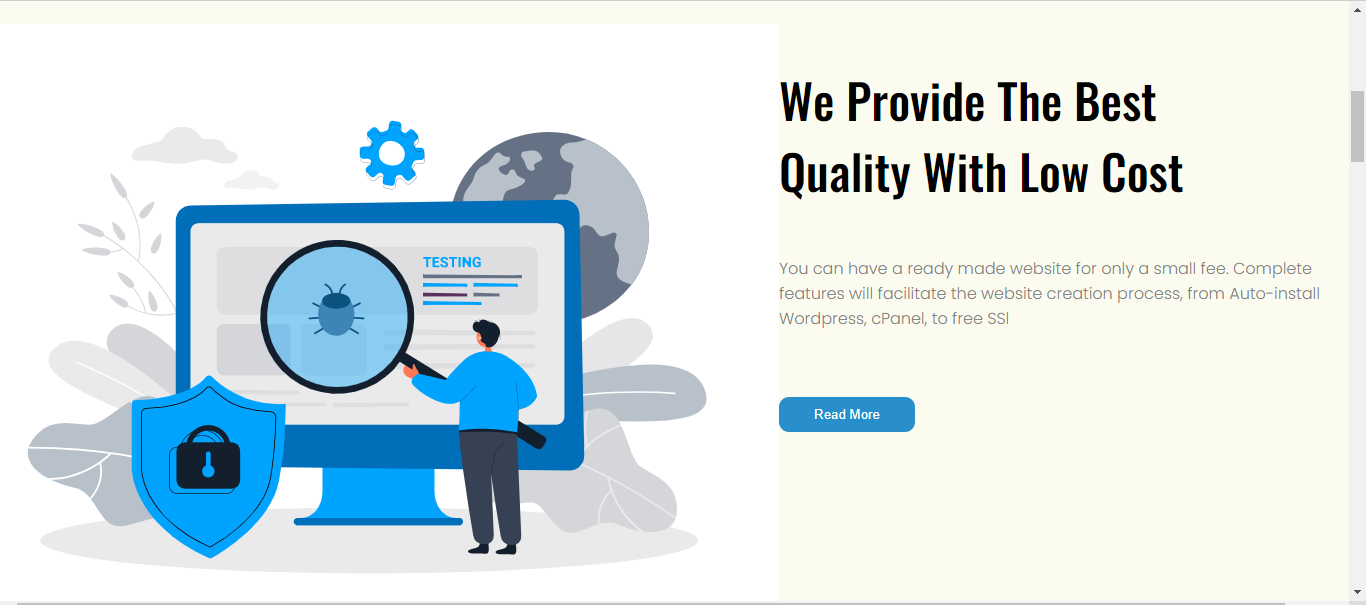 We Provide The Best
Quality With Low Cost
TESTING
You can have a ready made website for only a small fee. Complete
features will facilitate the website creation process, from Auto-install
Wordpress, cPanel, to free SSl
Read More